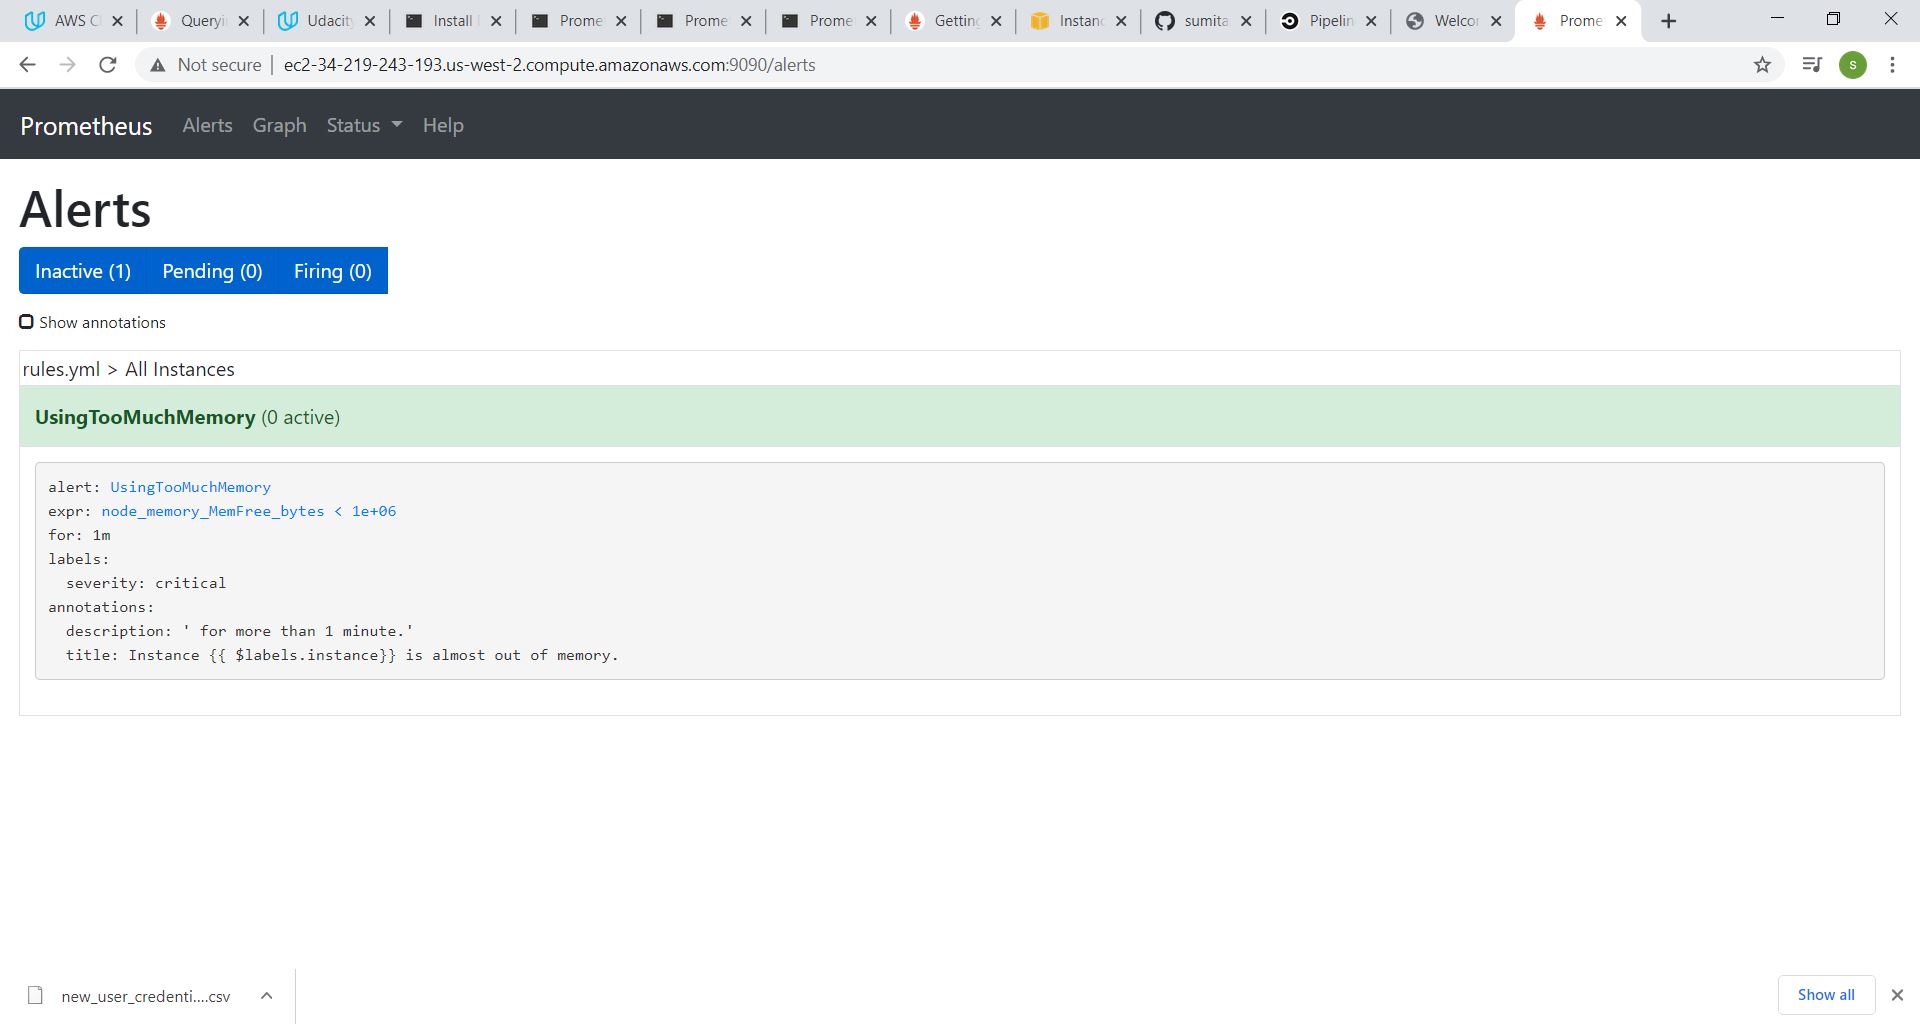 AWS C
Queryi
Udacity
Install
Prome
Prome
Prome
Getting
Instanc
sumita
Pipelin
Welcor
Prome
Not secure | ec2-34-219-243-193.us-west-2.compute.amazonaws.com:9090/alerts
S
Prometheus Alerts Graph Status Help
Alerts
Inactive (1) Pending (0) Firing (0)
Show annotations
rules.yml > All Instances
UsingTooMuchMemory (0 active)
alert: UsingTooMuchMemory
expr: node_memory_MemFree_bytes < 1e+06
for: 1m
labels:
  severity: critical
annotations:
  description: ' for more than 1 minute.'
  title: Instance {{ $labels.instance}} is almost out of memory.
new_user_credenti....csv
Show all